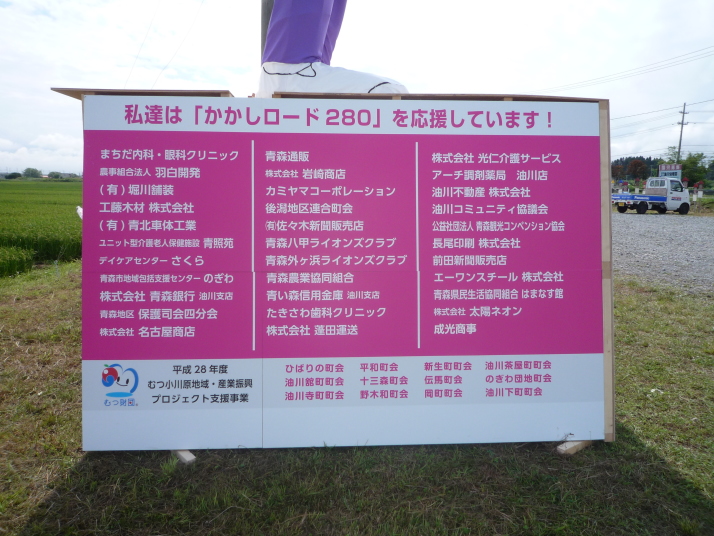 私達は「かかしロード280」を応援しています!
まちだ内科・眼科クリニック
農事組合法人 羽白開発
(有)堀川舗装
工藤木材 株式会社
(有)青北車体工業
ユニット型介護老人保健施設 青照苑
デイケアセンター さくら
青森市地域包括支援センター のぎわ
株式会社 青森銀行 油川支店
青森地区 保護司会四分会
株式会社 名古屋商店
青森通販
株式会社 岩崎商店
カミヤマコーポレーション
後潟地区連合町会
㈲佐々木新聞販売店
青森八甲ライオンズクラブ
青森外ヶ浜ライオンズクラブ
青森農業協同組合
青い森信用金庫 油川支店
たきさわ歯科クリニック
株式会社 蓬田運送
株式会社 光仁介護サービス
アーチ調剤薬局 油川店
油川不動産 株式会社
油川コミュニティ協議会
公益社団法人 青森観光コンベンション協会
長尾印刷 株式会社
前田新聞販売店
エーワンスチール 株式会社
青森県民生活協同組合 はまなす館
株式会社 太陽ネオン
成光商事
むつ財団。
平成28年度
むつ小川原地域・産業振興
プロジェクト支援事業
ひばりの町会 平和町会 新生町町会 油川茶屋町町会
油川舘町町会 十三森町会 伝馬町会 のぎわ団地町会
油川寺町町会 野木和町会 岡町町会 油川下町町会